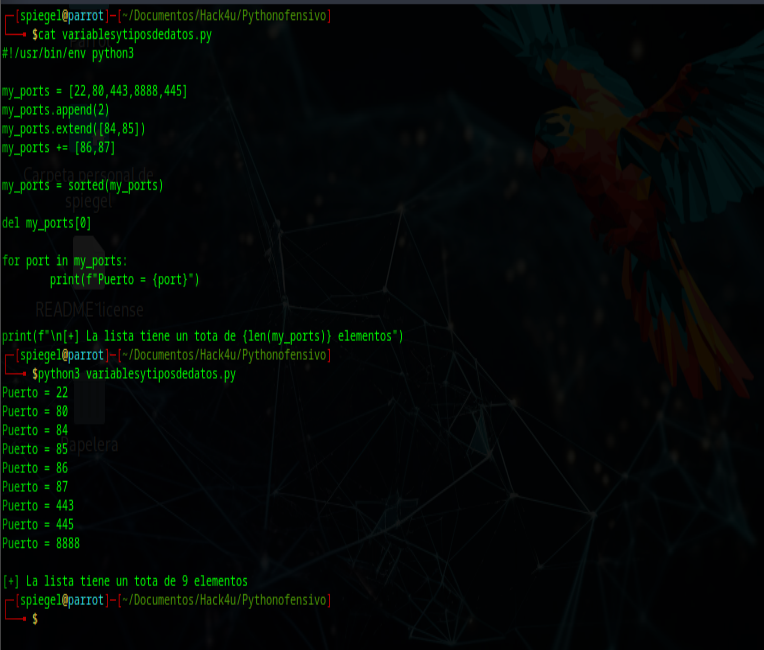 ┌─[spiegel@parrot]─[~/Documentos/Hack4u/Pythonofensivo]
└──╼ $cat variablesytiposdedatos.py
#!/usr/bin/env python3

my_ports = [22,80,443,8888,445]
my_ports.append(2)
my_ports.extend([84,85])
my_ports += [86,87]
Carpeta personal de
my_ports = sorted(my_ports)
spiegel
del my_ports[0]

for port in my_ports:
        print(f"Puerto = {port}")
README license
print(f"\n[+] La lista tiene un tota de {len(my_ports)} elementos")
┌─[spiegel@parrot]─[~/Documentos/Hack4u/Pythonofensivo]
└──╼ $python3 variablesytiposdedatos.py
Puerto = 22
Puerto = 80
Puerto = 84
Papelera
Puerto = 85
Puerto = 86
Puerto = 87
Puerto = 443
Puerto = 445
Puerto = 8888

[+] La lista tiene un tota de 9 elementos
┌─[spiegel@parrot]─[~/Documentos/Hack4u/Pythonofensivo]
└──╼ $